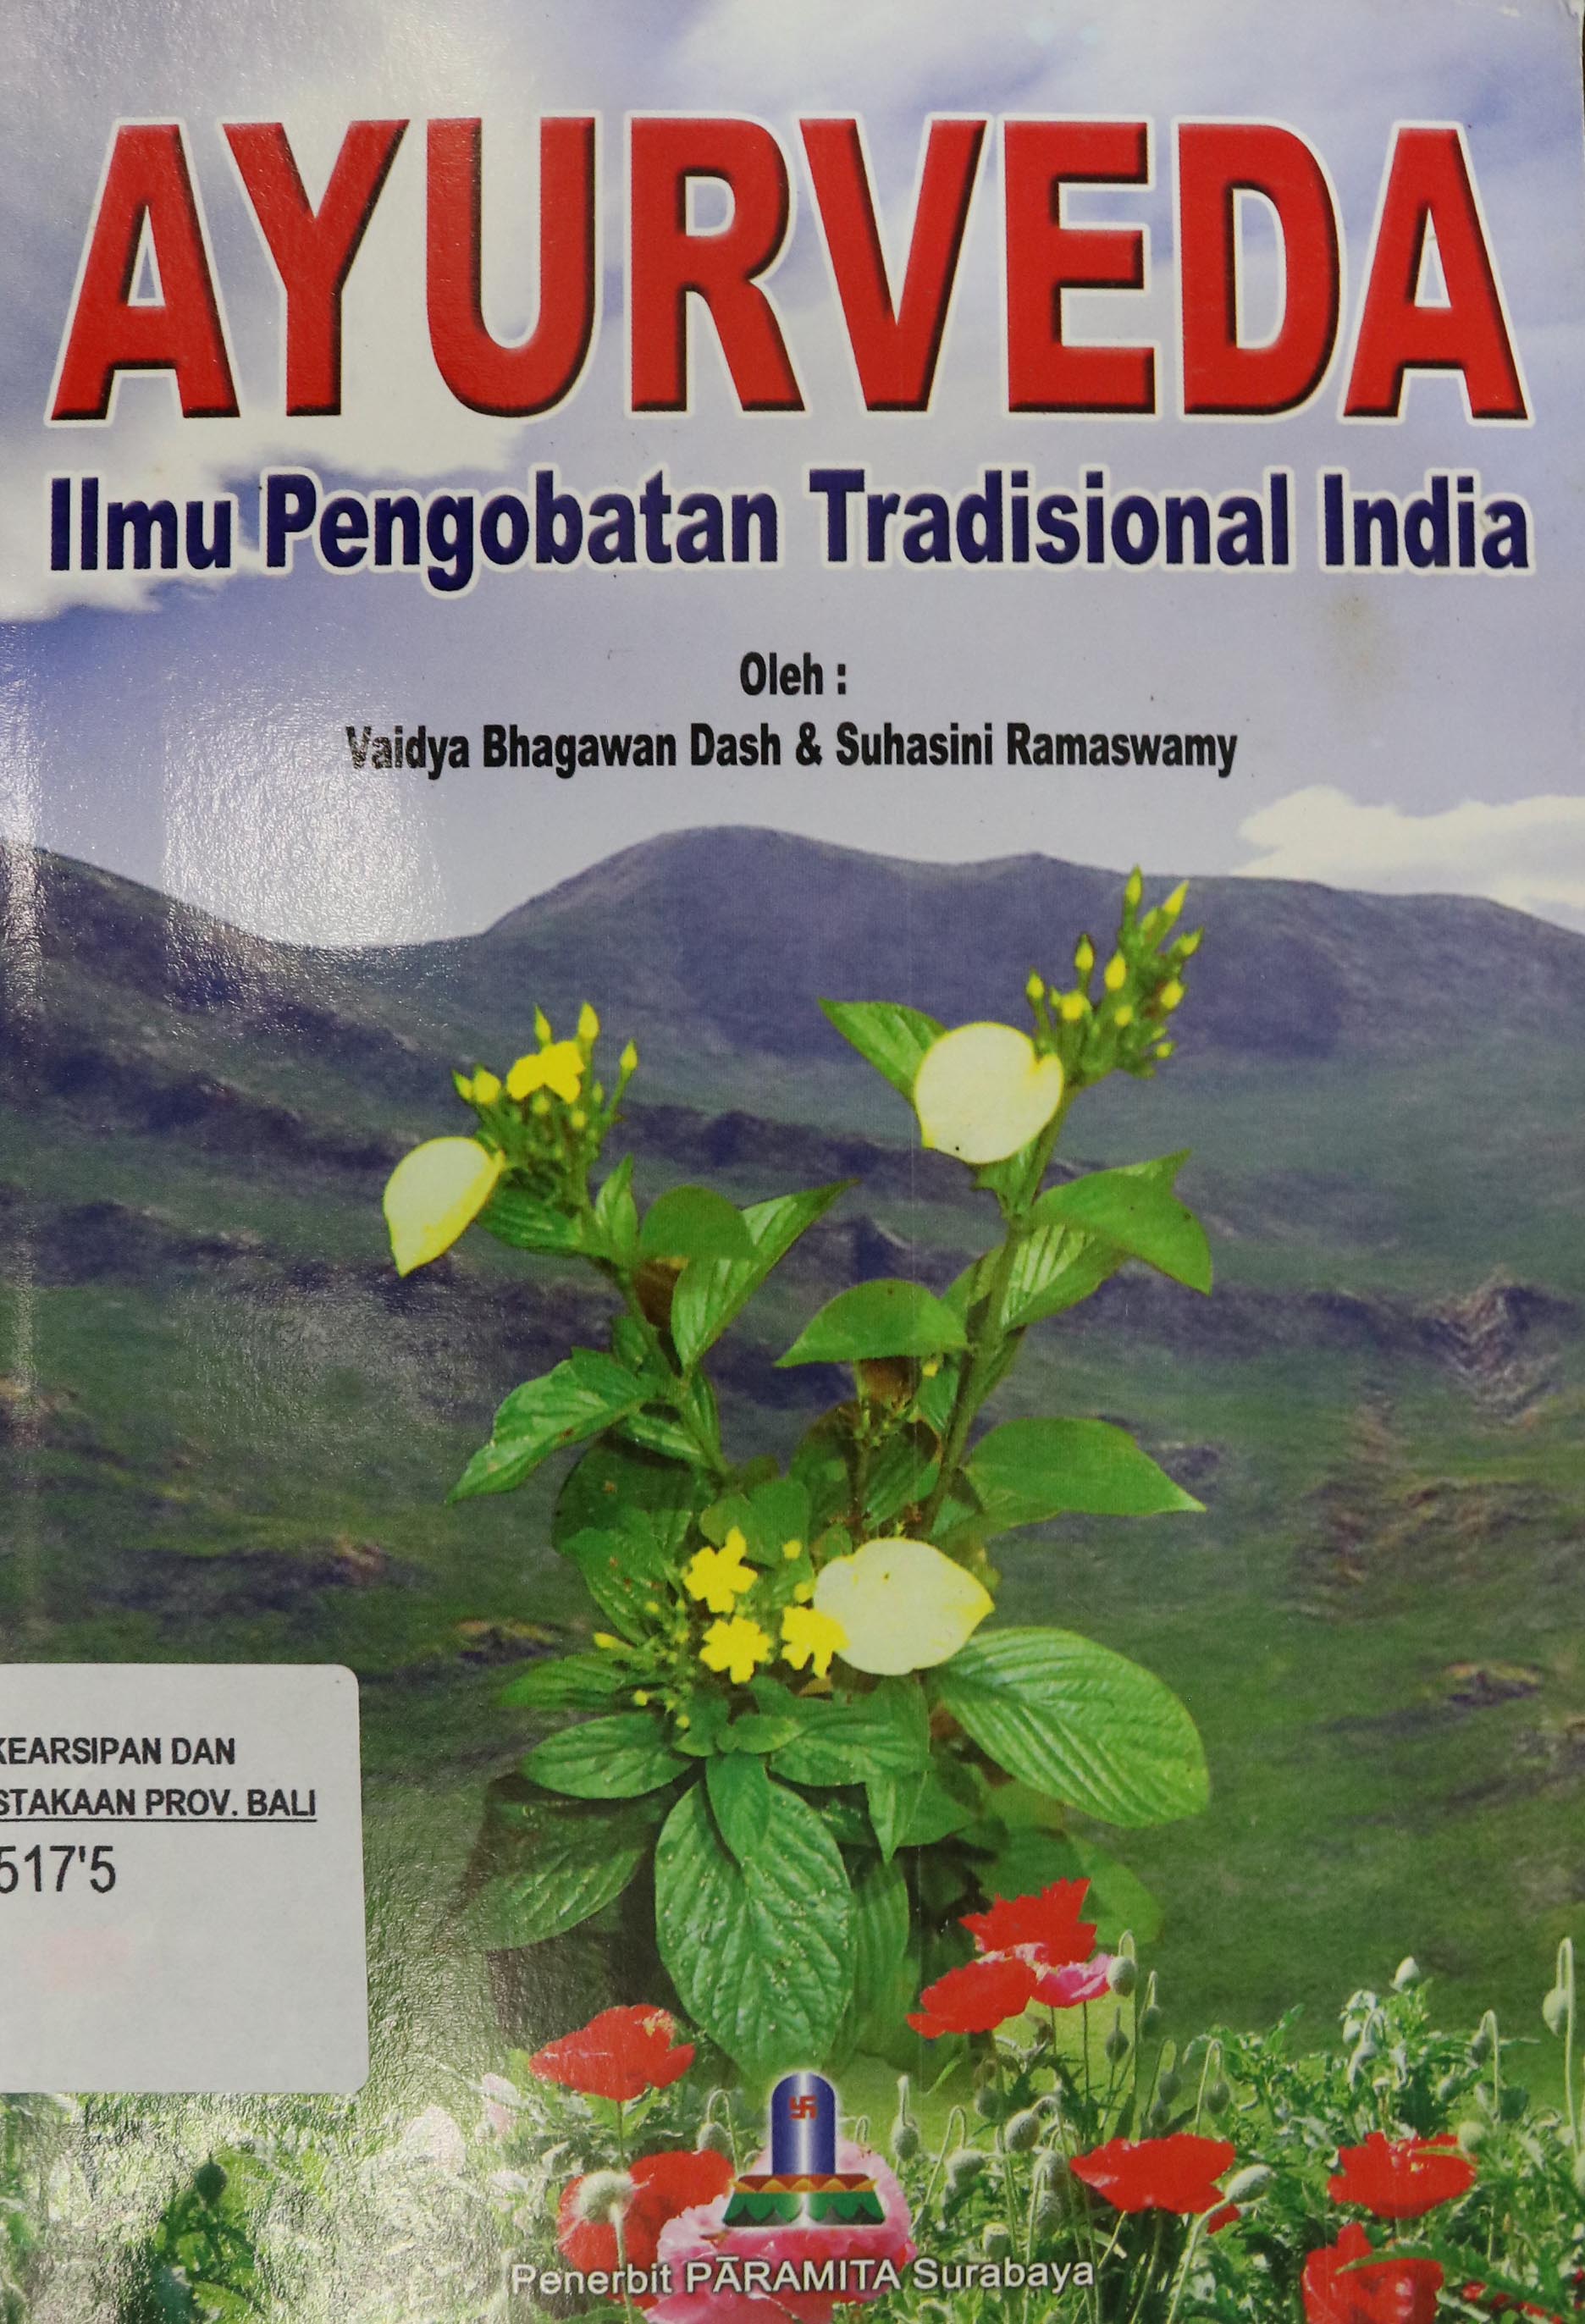 AYURVEDA
Ilmu Pengobatan Tradisional India
Oleh :
Vaidya Bhagawan Dash & Suhasini Ramaswamy
KEARSIPAN DAN
STAKAAN PROV. BALI
517'5
Penerbit PĀRAMITA Surabaya